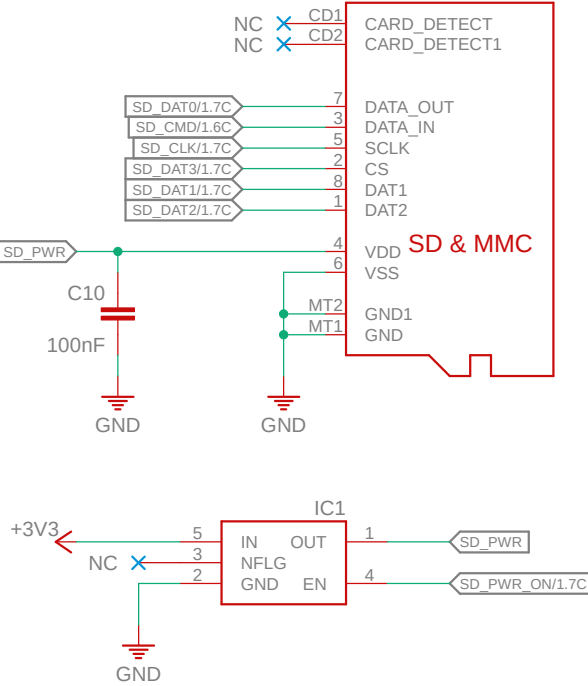 NC CD1 CARD_DETECT
NC CD2 CARD_DETECT1
SD_DAT0/1.7C 7 DATA_OUT
SD_CMD/1.6C 3 DATA_IN
SD_CLK/1.7C 5 SCLK
SD_DAT3/1.7C 2 CS
SD_DAT1/1.7C 8 DAT1
SD_DAT2/1.7C 1 DAT2
SD & MMC
SD_PWR 4 VDD
6 VSS
C10 MT2 GND1
MT1 GND
100nF
GND GND
IC1
+3V3 5 IN OUT 1 SD_PWR
NC 3 NFLG
2 GND EN 4 SD_PWR_ON/1.7C
GND